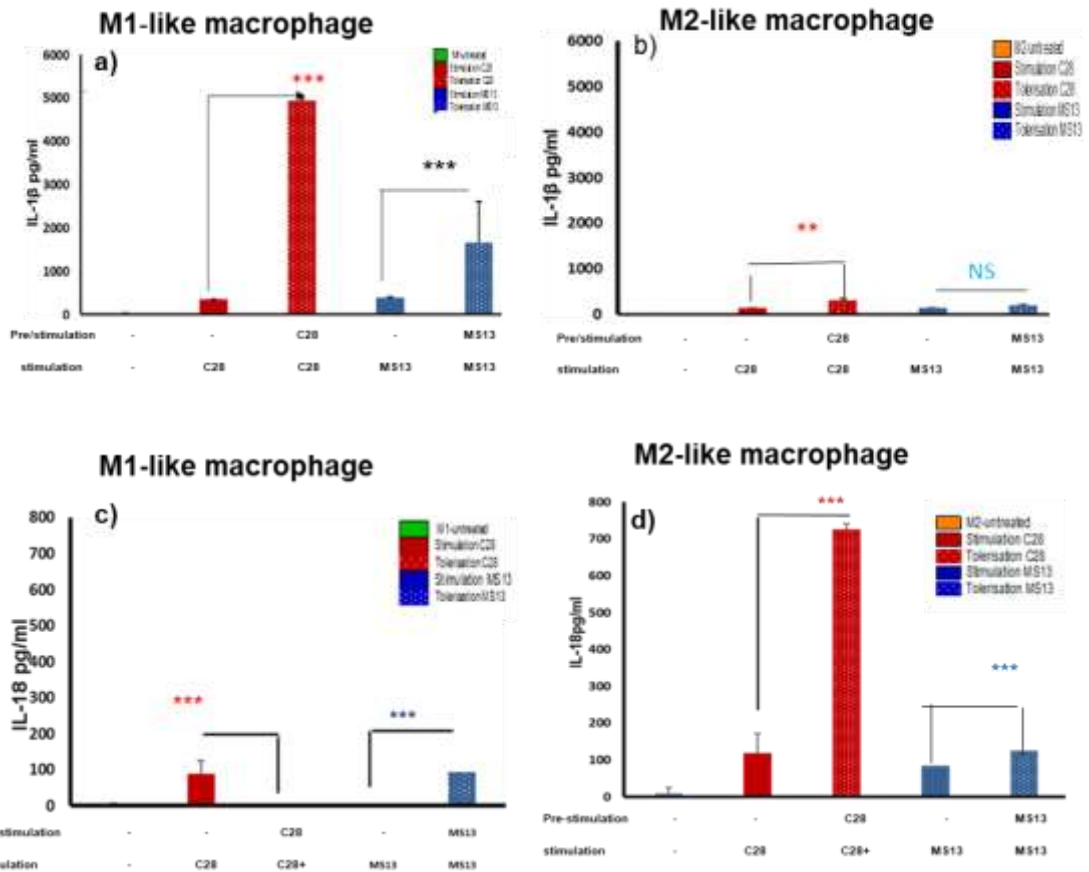 M1-like macrophage
a)
***
***
IL-1β pg/ml
6000
5000
4000
3000
2000
1000
0
Pre/stimulation - - C28 - MS13
stimulation - C28 C28 MS13 MS13
M2-like macrophage
b)
M2-untreated
Stimulation C28
Tolerisation C28
Stimulation MS13
Tolerisation MS13
**
NS
IL-1β pg/ml
6000
5000
4000
3000
2000
1000
0
Pre/stimulation - - C28 - MS13
stimulation - C28 C28 MS13 MS13
M1-like macrophage
c)
M1-untreated
Stimulation C28
Tolerisation C28
Stimulation MS13
Tolerisation MS13
***
***
IL-18 pg/ml
800
700
600
500
400
300
200
100
0
stimulation - - C28 - MS13
ulation - C28 C28+ MS13 MS13
M2-like macrophage
d)
M2-untreated
Stimulation C28
Tolerisation C28
Stimulation MS13
Tolerisation MS13
***
***
IL-18pg/ml
800
700
600
500
400
300
200
100
0
Pre-stimulation - - C28 - MS13
stimulation - C28 C28+ MS13 MS13